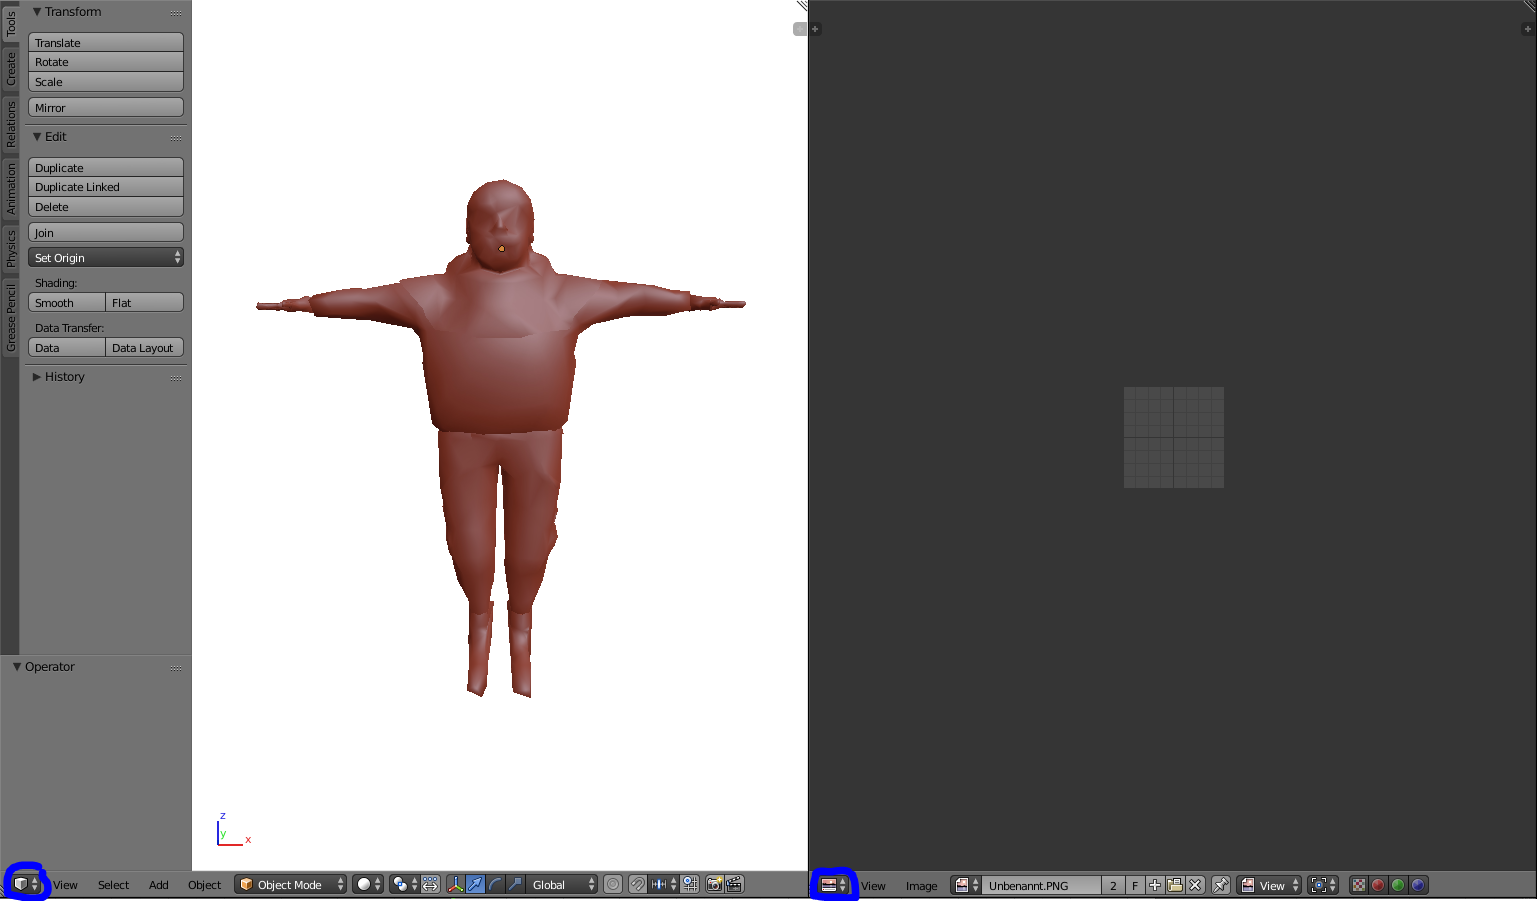 Tools
Create
Relations
Animation
Physics
Grease Pencil
Transform
Translate
Rotate
Scale
Mirror
Edit
Duplicate
Duplicate Linked
Delete
Join
Set Origin
Shading:
Smooth Flat
Data Transfer:
Data Data Layout
History
Operator
z
y
x
View Select Add Object Object Mode Global
View Image Unbenannt.PNG 2 F View